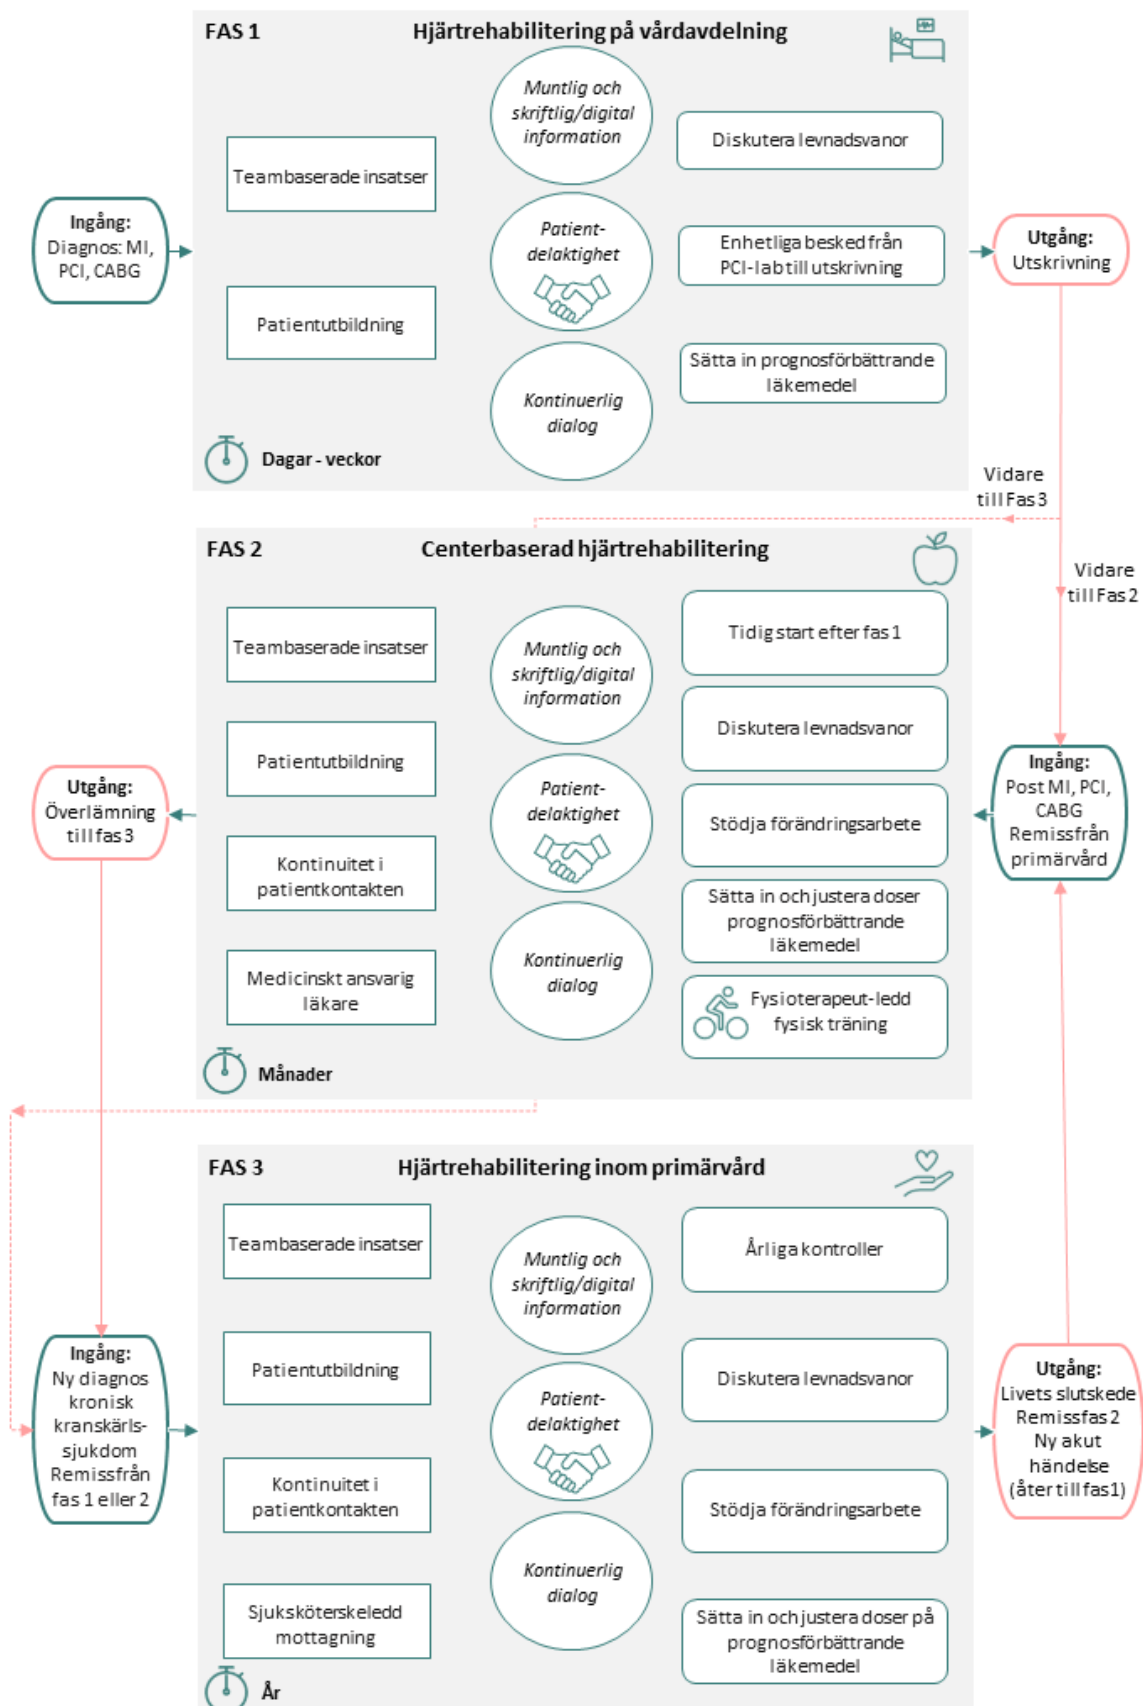 FAS 1
Hjärtrehabilitering på vårdavdelning
Ingång:
Diagnos: MI,
PCI, CABG
Teambaserade insatser
Patientutbildning
Muntlig och
skriftlig/digital
information
Patient-
delaktighet
Kontinuerlig
dialog
Diskutera levnadsvanor
Enhetliga besked från
PCI-lab till utskrivning
Sätta in prognosförbättrande
läkemedel
Dagar - veckor
Utgång:
Utskrivning
Vidare
till Fas 3
Vidare
till Fas 2
FAS 2
Centerbaserad hjärtrehabilitering
Teambaserade insatser
Patientutbildning
Kontinuitet i
patientkontakten
Medicinskt ansvarig
läkare
Muntlig och
skriftlig/digital
information
Patient-
delaktighet
Kontinuerlig
dialog
Tidig start efter fas 1
Diskutera levnadsvanor
Stödja förändringsarbete
Sätta in och justera doser
prognosförbättrande
läkemedel
Fysioterapeut-ledd
fysisk träning
Månader
Ingång:
Post MI, PCI,
CABG
Remiss från
primärvård
Utgång:
Överlämning
till fas 3
FAS 3
Hjärtrehabilitering inom primärvård
Ingång:
Ny diagnos
kronisk
kranskärls-
sjukdom
Remiss från
fas 1 eller 2
Teambaserade insatser
Patientutbildning
Kontinuitet i
patientkontakten
Sjuksköterskeledd
mottagning
Muntlig och
skriftlig/digital
information
Patient-
delaktighet
Kontinuerlig
dialog
Årliga kontroller
Diskutera levnadsvanor
Stödja förändringsarbete
Sätta in och justera doser på
prognosförbättrande
läkemedel
År
Utgång:
Livets slutskede
Remiss fas 2
Ny akut
händelse
(åter till fas 1)